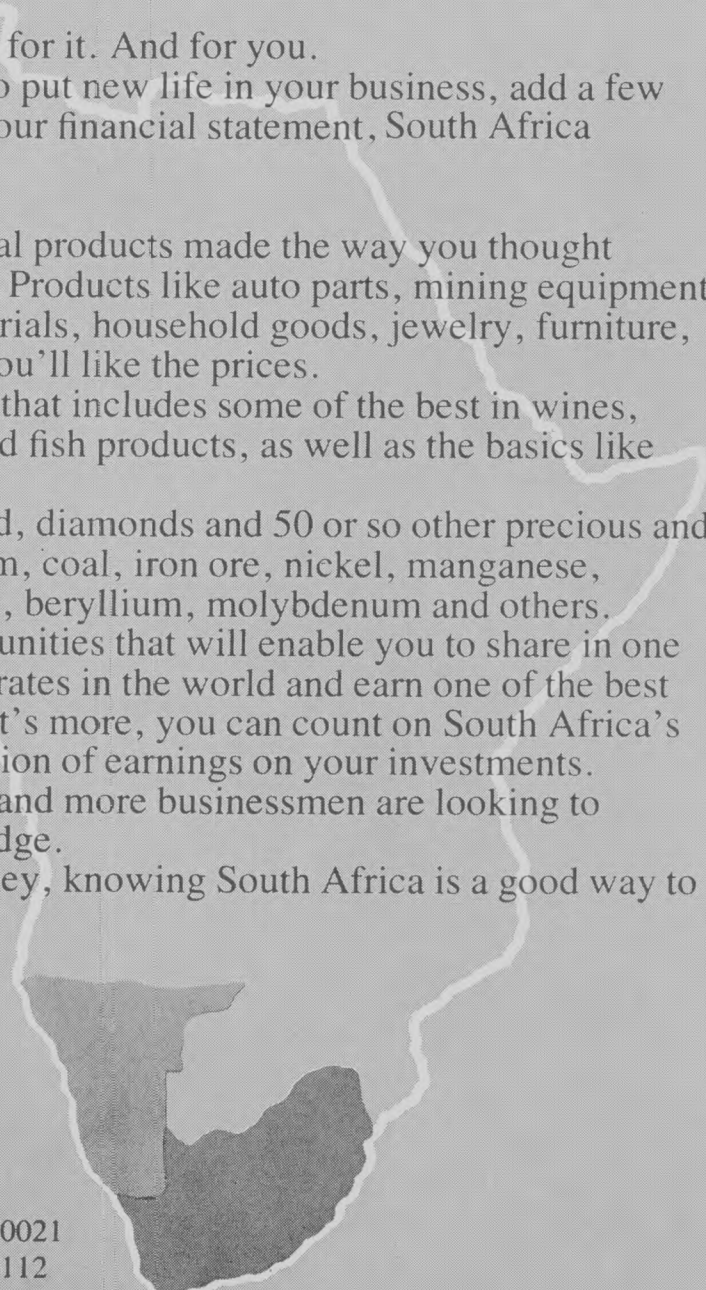 for it. And for you.
put new life in your business, add a few
our financial statement, South Africa
al products made the way you thought
Products like auto parts, mining equipment
rials, household goods, jewelry, furniture,
ou'll like the prices.
that includes some of the best in wines,
d fish products, as well as the basics like
d, diamonds and 50 or so other precious and
m, coal, iron ore, nickel, manganese,
, beryllium, molybdenum and others.
unities that will enable you to share in one
rates in the world and earn one of the best
t's more, you can count on South Africa's
ion of earnings on your investments.
and more businessmen are looking to
dge.
ey, knowing South Africa is a good way to
0021
112